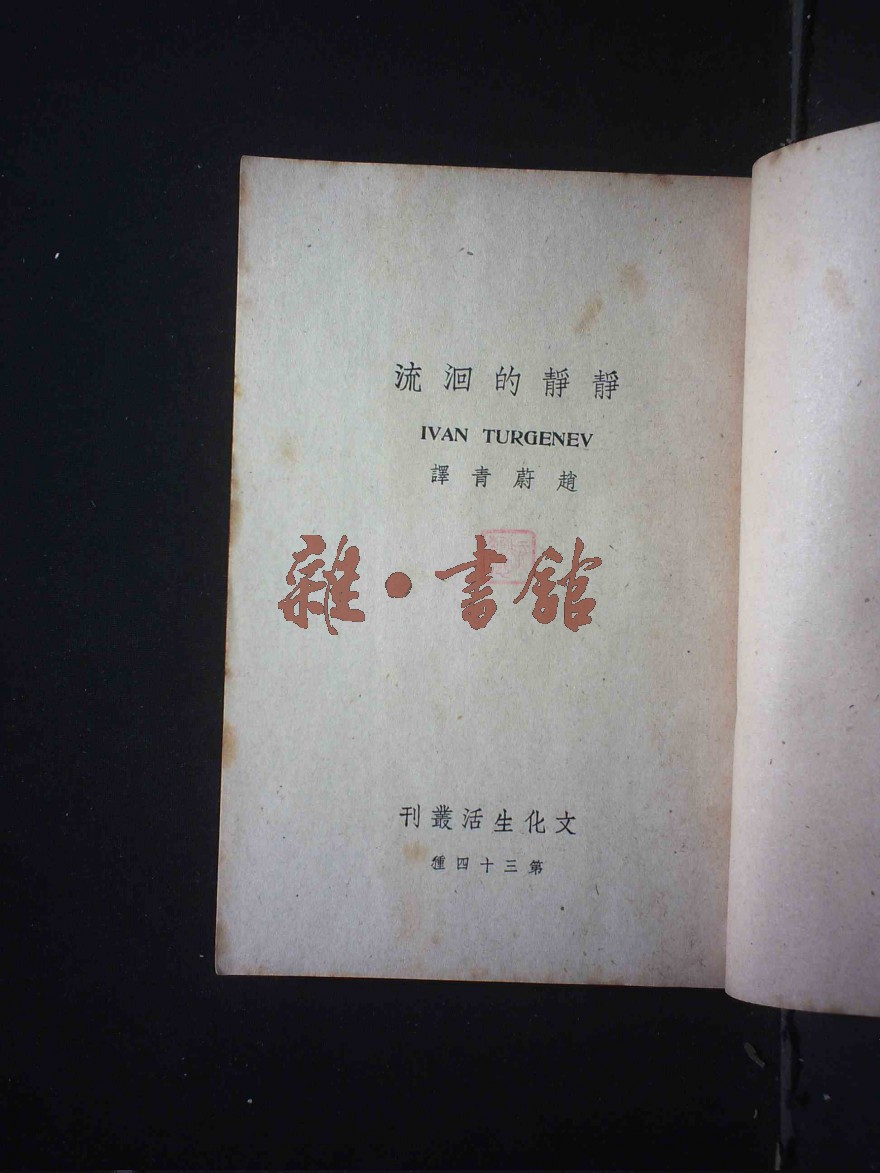 靜靜的洄流
IVAN TURGENEV
趙蔚青譯
雜·書館
文化生活叢刊
第三十四種